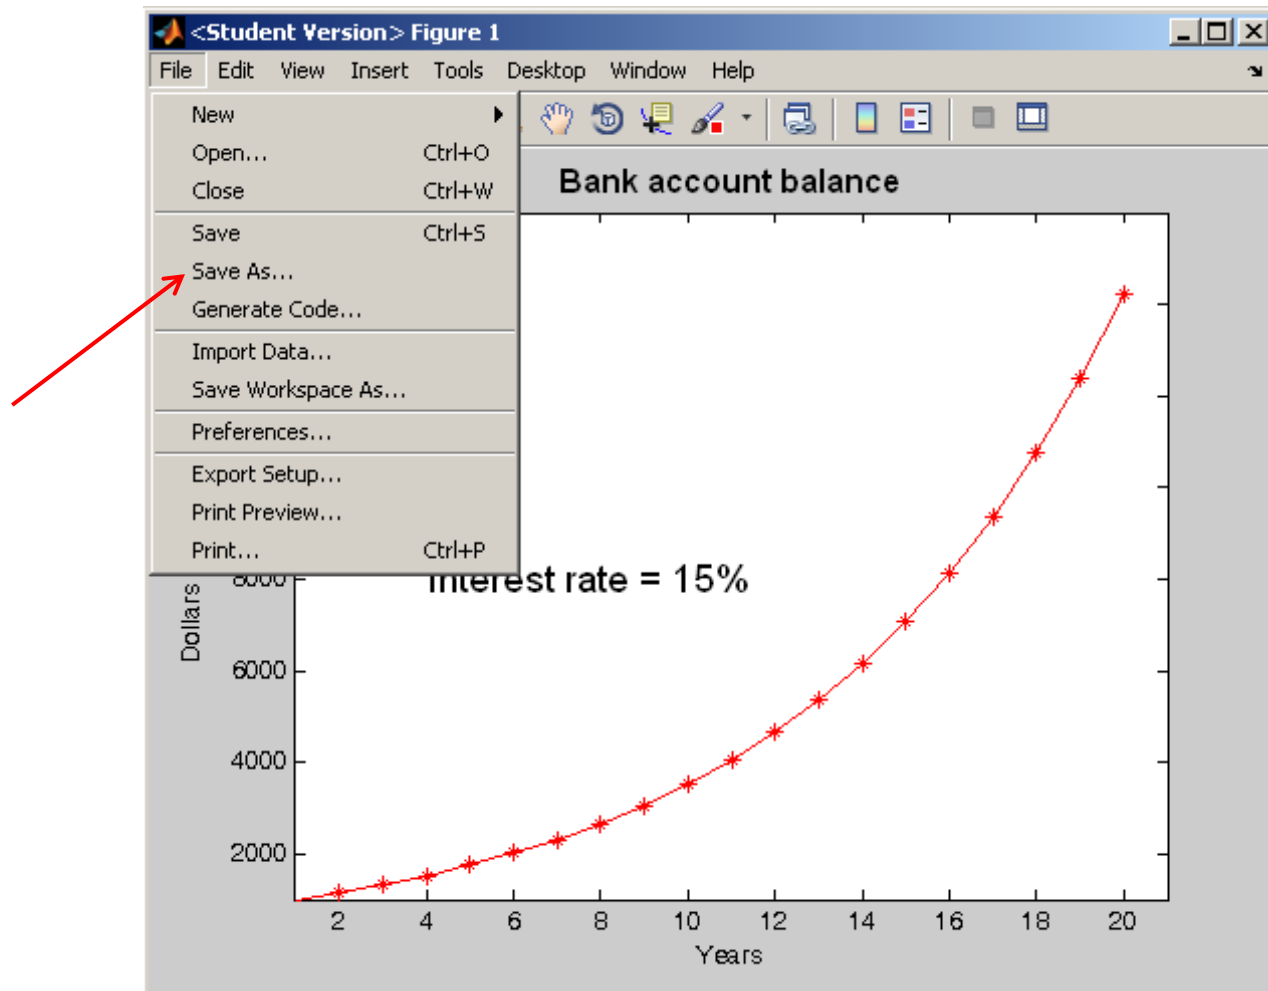 <Student Version> Figure 1
File Edit View Insert Tools Desktop Window Help
New
Open... Ctrl+O
Close Ctrl+W
Save Ctrl+S
Save As...
Generate Code...
Import Data...
Save Workspace As...
Preferences...
Export Setup...
Print Preview...
Print... Ctrl+P
Bank account balance
Interest rate = 15%
Dollars
8000
6000
4000
2000
2 4 6 8 10 12 14 16 18 20
Years